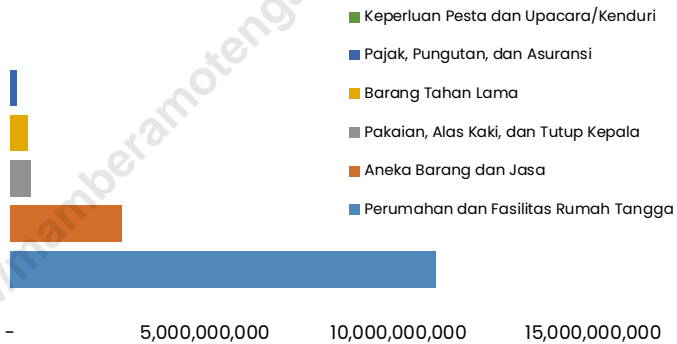 Keperluan Pesta dan Upacara/Kenduri
Pajak, Pungutan, dan Asuransi
Barang Tahan Lama
Pakaian, Alas Kaki, dan Tutup Kepala
Aneka Barang dan Jasa
Perumahan dan Fasilitas Rumah Tangga
- 5,000,000,000 10,000,000,000 15,000,000,000
/mamberamotenga